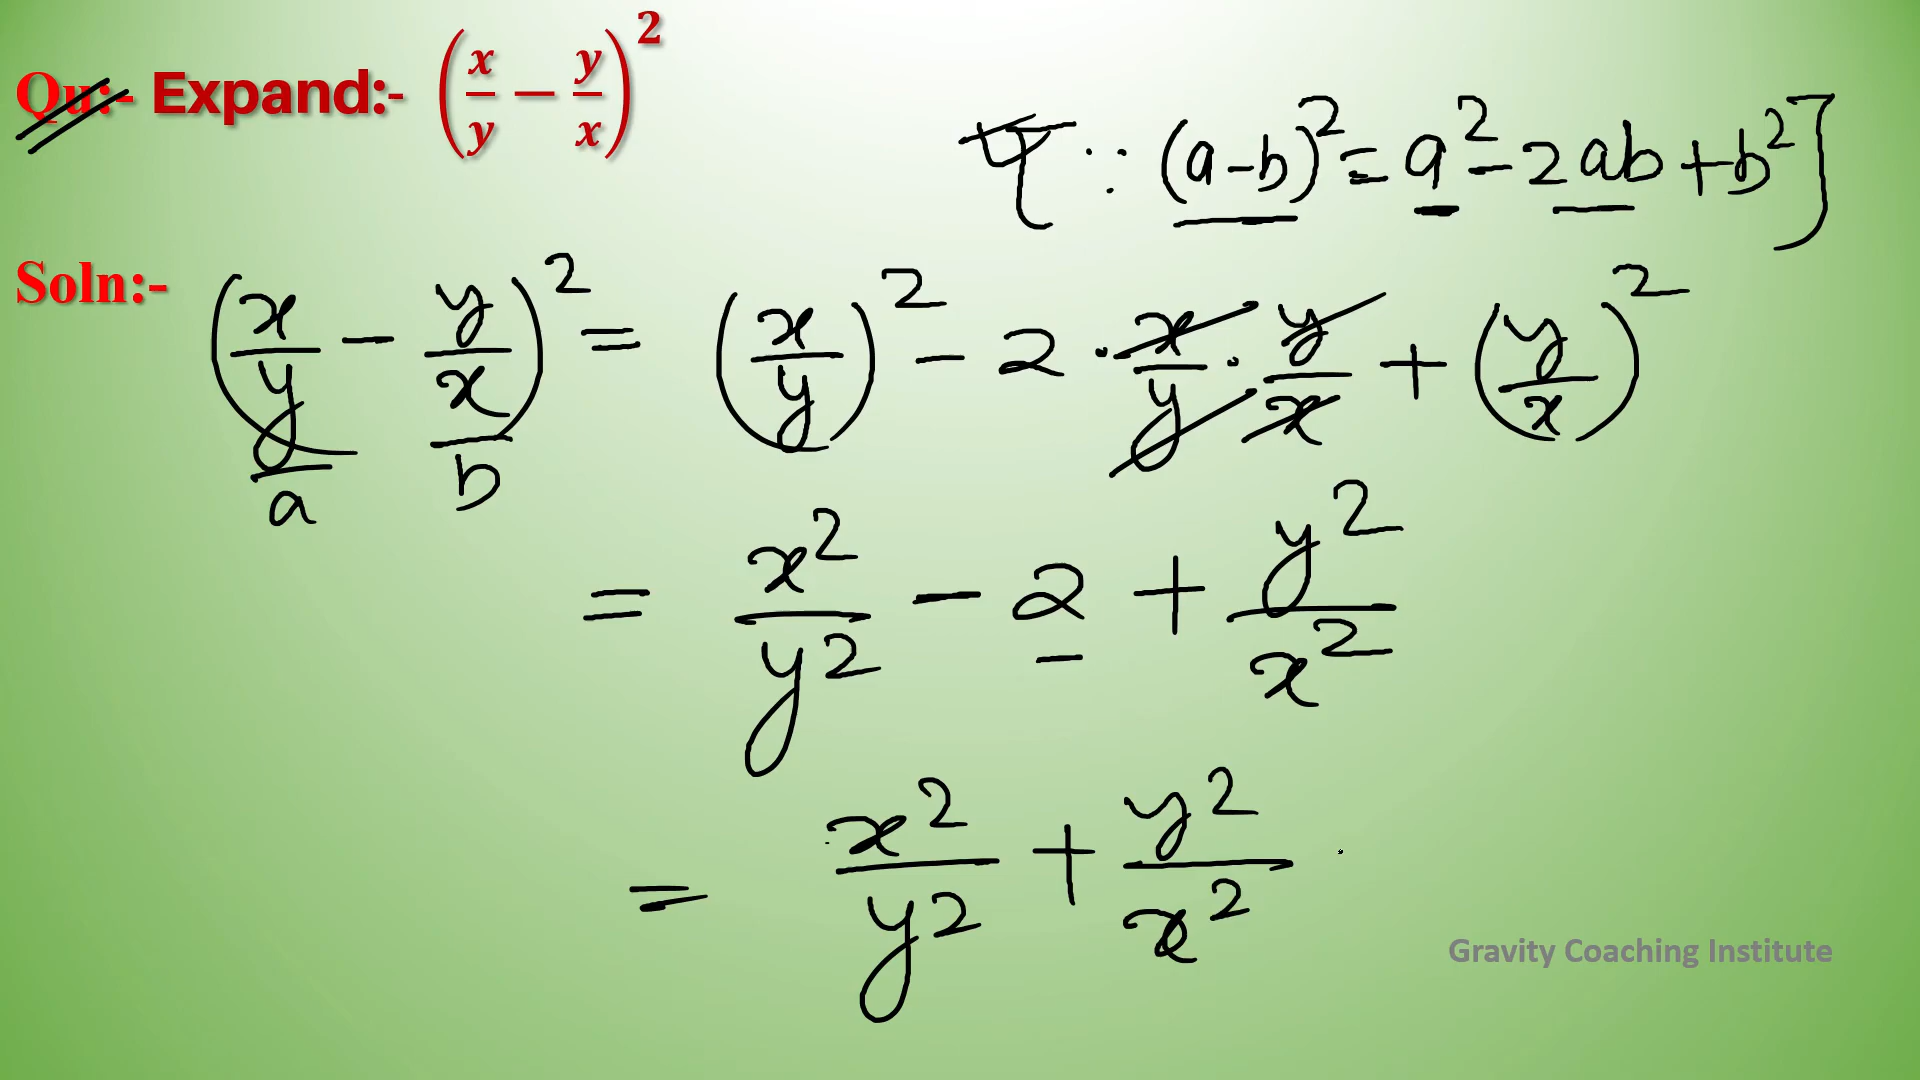 Qu:- Expand:- (x/y − y/x)²
[∵ (a-b)² = a² - 2ab + b²]
Soln:- (x/y - y/x)² = (x/y)² - 2 · x/y · y/x + (y/x)²
a b
= x²/y² - 2 + y²/x²
= x²/y² + y²/x²
Gravity Coaching Institute